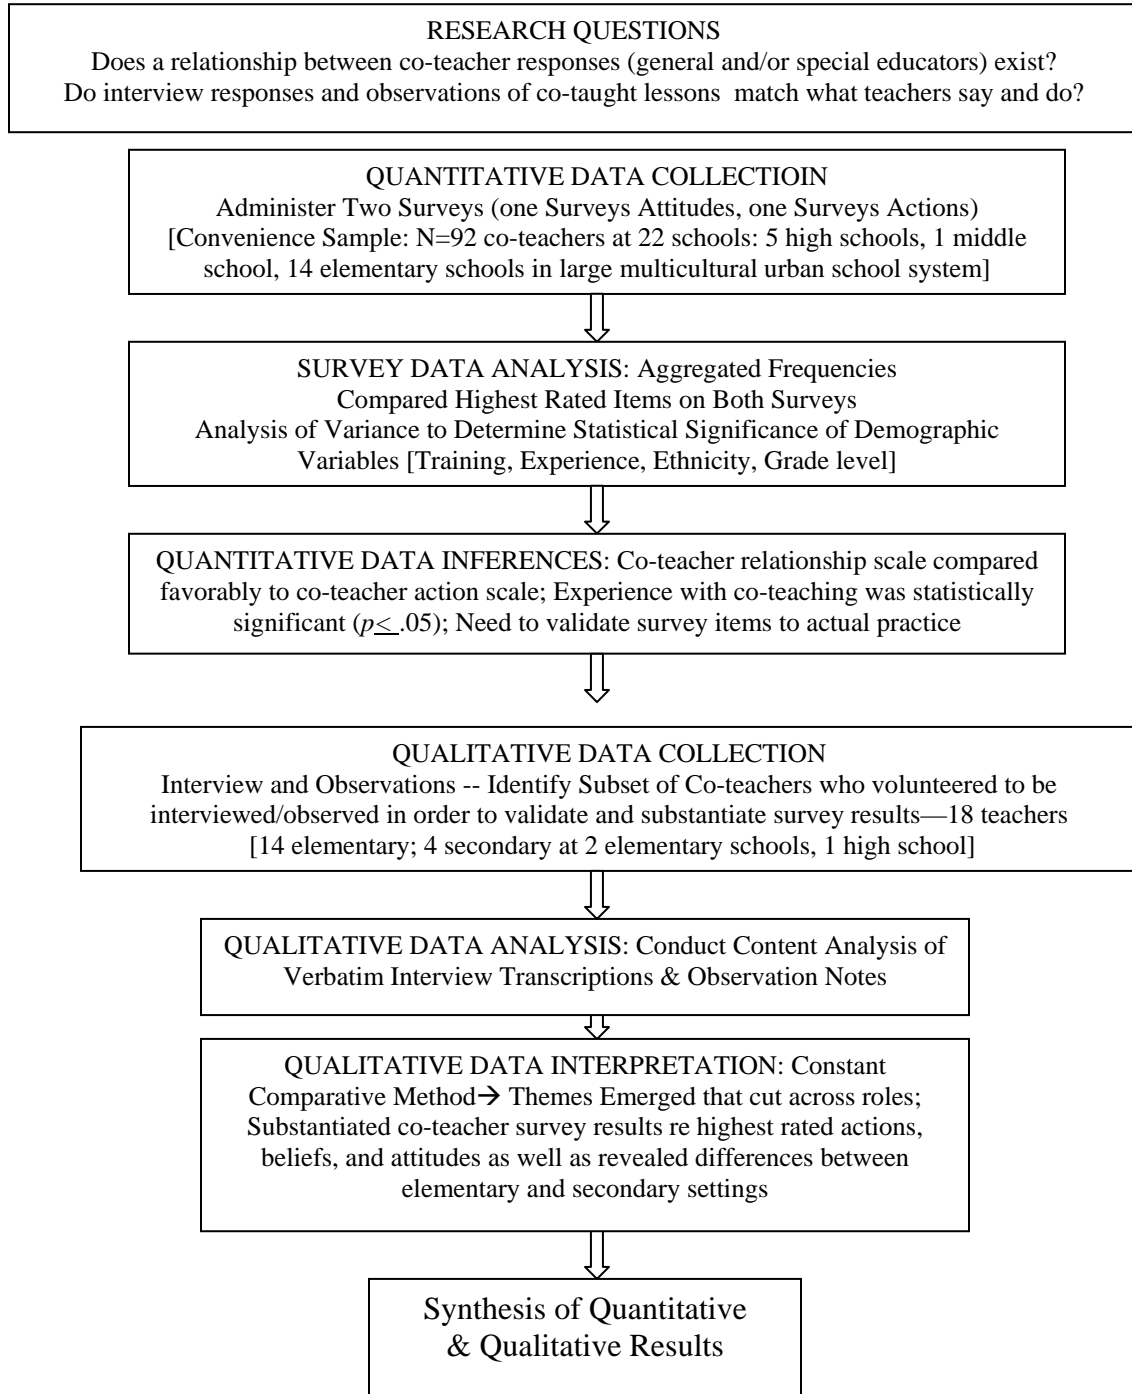 RESEARCH QUESTIONS
Does a relationship between co-teacher responses (general and/or special educators) exist?
Do interview responses and observations of co-taught lessons match what teachers say and do?
QUANTITATIVE DATA COLLECTIOIN
Administer Two Surveys (one Surveys Attitudes, one Surveys Actions)
[Convenience Sample: N=92 co-teachers at 22 schools: 5 high schools, 1 middle
school, 14 elementary schools in large multicultural urban school system]
SURVEY DATA ANALYSIS: Aggregated Frequencies
Compared Highest Rated Items on Both Surveys
Analysis of Variance to Determine Statistical Significance of Demographic
Variables [Training, Experience, Ethnicity, Grade level]
QUANTITATIVE DATA INFERENCES: Co-teacher relationship scale compared
favorably to co-teacher action scale; Experience with co-teaching was statistically
significant (p< .05); Need to validate survey items to actual practice
QUALITATIVE DATA COLLECTION
Interview and Observations -- Identify Subset of Co-teachers who volunteered to be
interviewed/observed in order to validate and substantiate survey results—18 teachers
[14 elementary; 4 secondary at 2 elementary schools, 1 high school]
QUALITATIVE DATA ANALYSIS: Conduct Content Analysis of
Verbatim Interview Transcriptions & Observation Notes
QUALITATIVE DATA INTERPRETATION: Constant
Comparative Method→ Themes Emerged that cut across roles;
Substantiated co-teacher survey results re highest rated actions,
beliefs, and attitudes as well as revealed differences between
elementary and secondary settings
Synthesis of Quantitative
& Qualitative Results